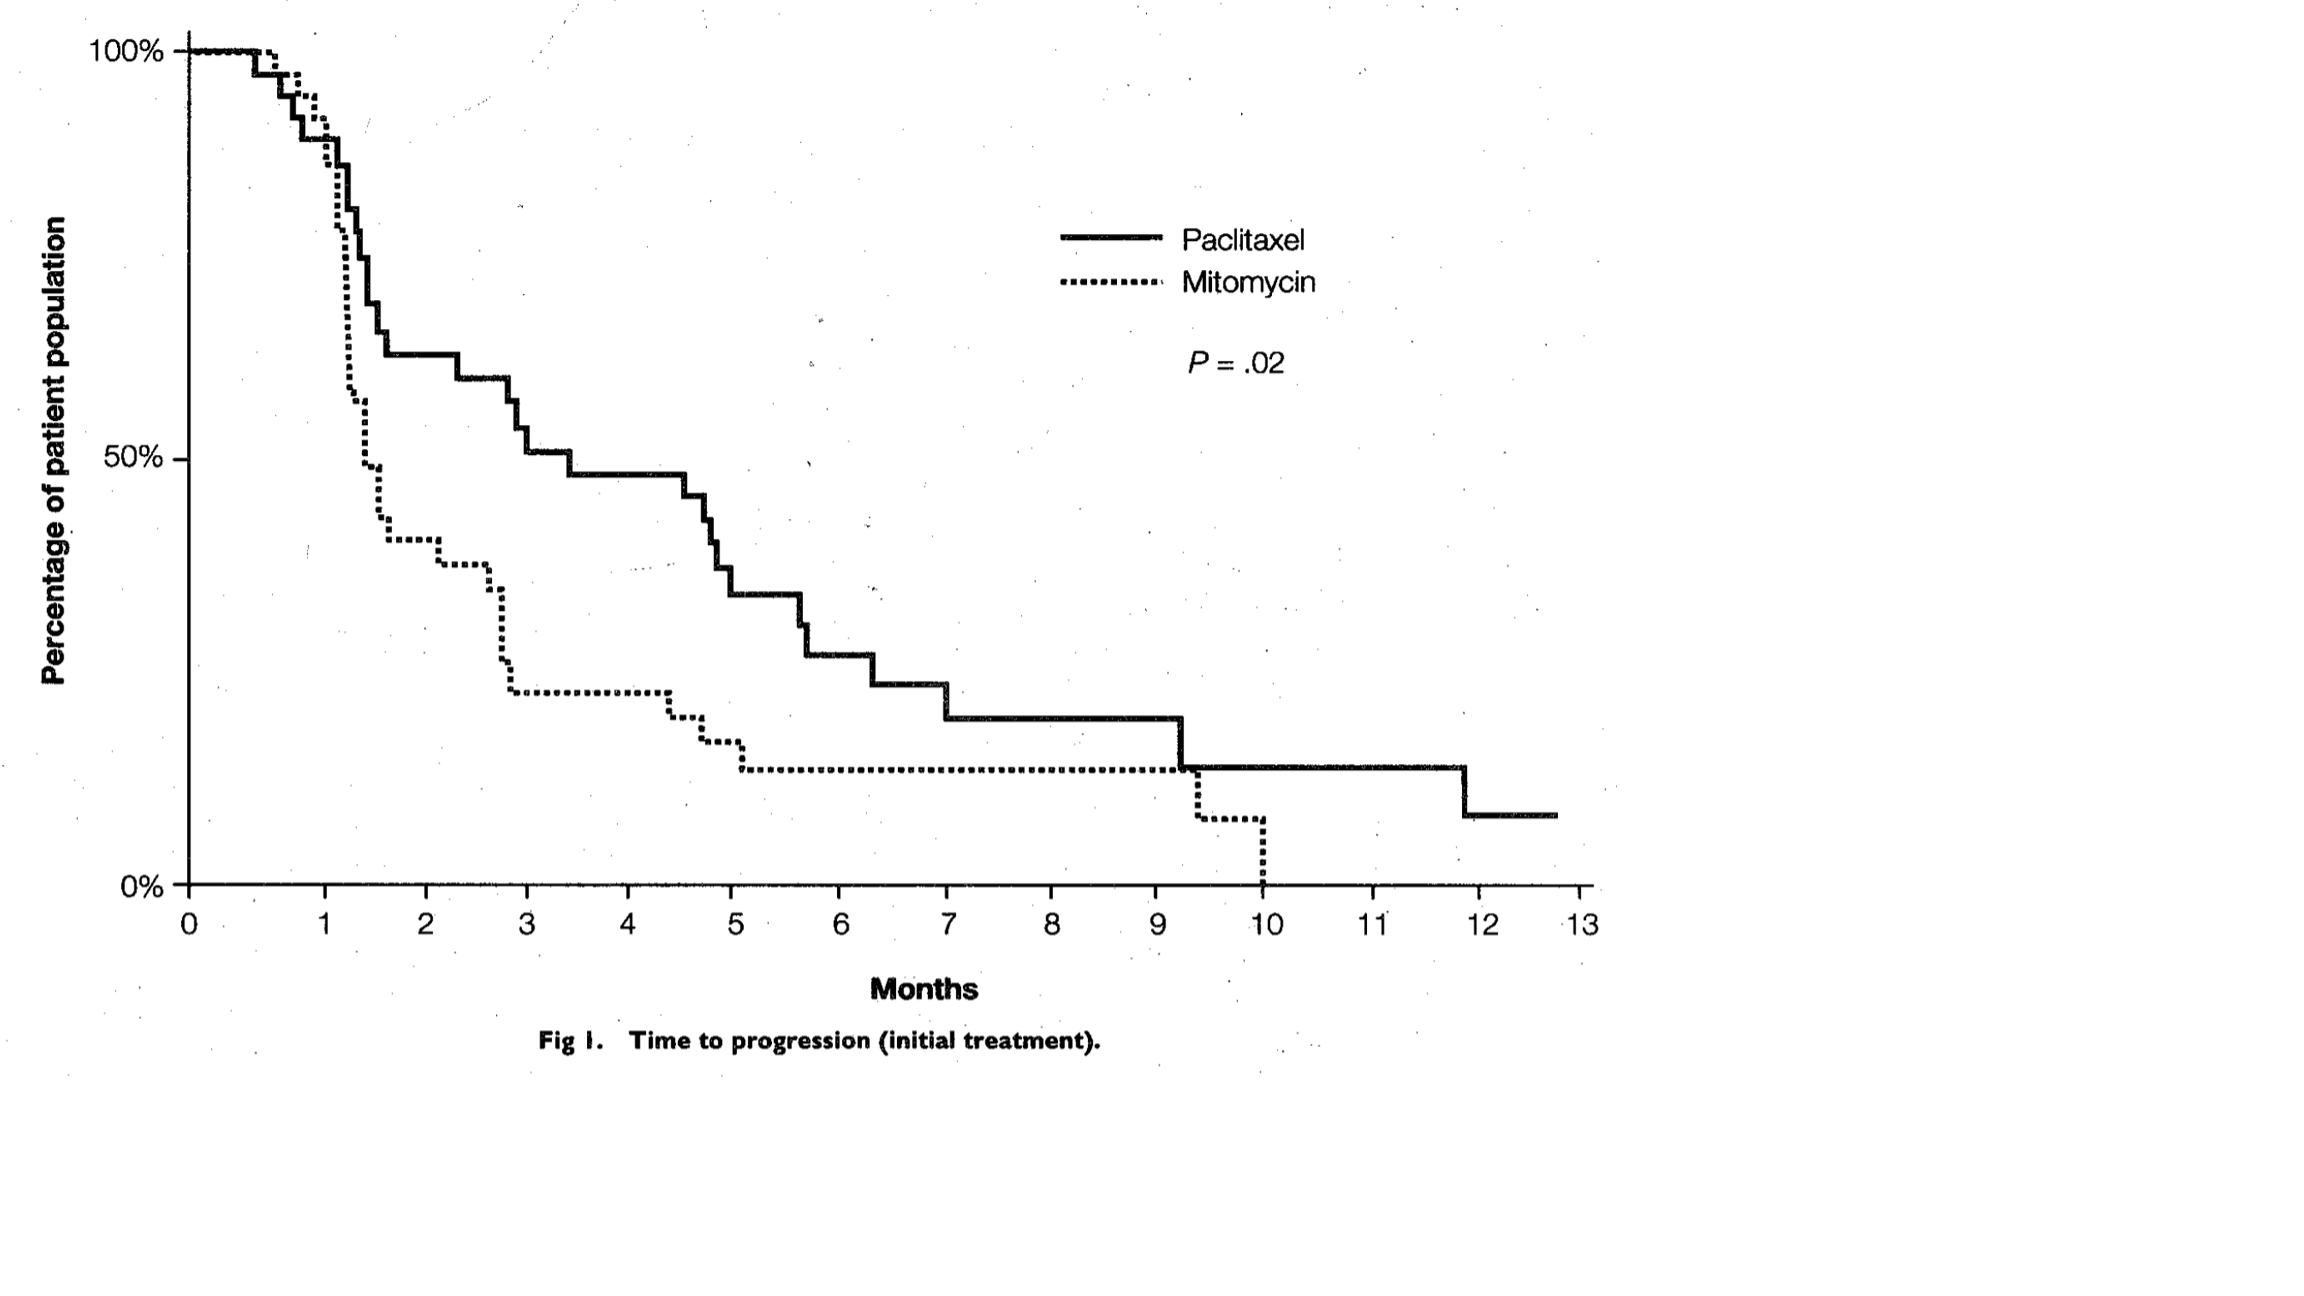 100%
50%
0%
Percentage of patient population
Paclitaxel
Mitomycin
P = .02
0 1 2 3 4 5 6 7 8 9 10 11 12 13
Months
Fig 1. Time to progression (initial treatment).